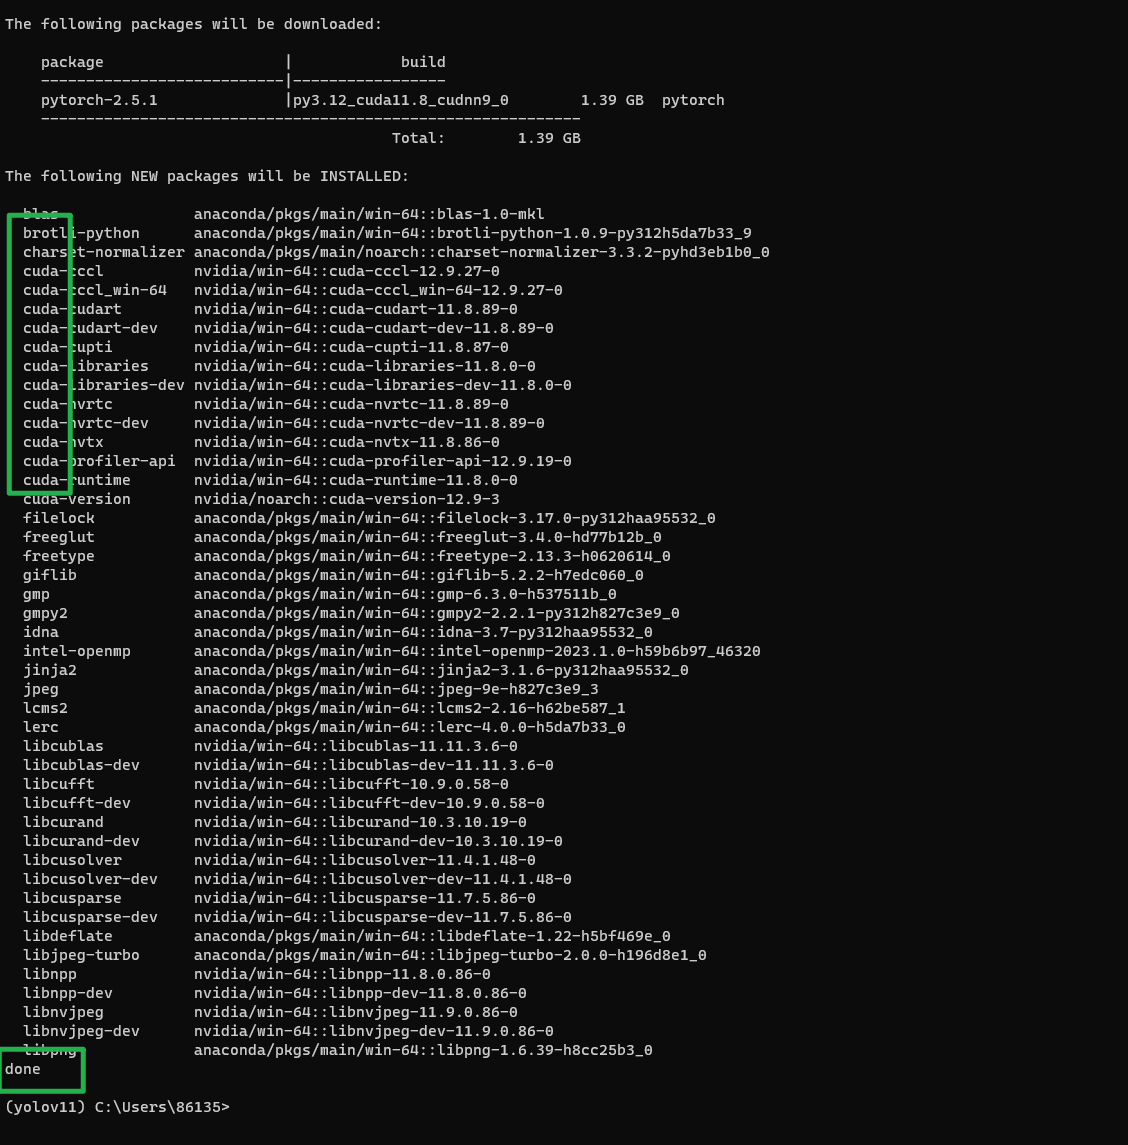 The following packages will be downloaded:
package | build
---------------------------|-----------------
pytorch-2.5.1 |py3.12_cuda11.8_cudnn9_0 1.39 GB pytorch
------------------------------------------------------------
Total: 1.39 GB
The following NEW packages will be INSTALLED:
blas anaconda/pkgs/main/win-64::blas-1.0-mkl
brotli-python anaconda/pkgs/main/win-64::brotli-python-1.0.9-py312h5da7b33_9
charset-normalizer anaconda/pkgs/main/noarch::charset-normalizer-3.3.2-pyhd3eb1b0_0
cuda-cccl nvidia/win-64::cuda-cccl-12.9.27-0
cuda-cccl_win-64 nvidia/win-64::cuda-cccl_win-64-12.9.27-0
cuda-cudart nvidia/win-64::cuda-cudart-11.8.89-0
cuda-cudart-dev nvidia/win-64::cuda-cudart-dev-11.8.89-0
cuda-cupti nvidia/win-64::cuda-cupti-11.8.87-0
cuda-libraries nvidia/win-64::cuda-libraries-11.8.0-0
cuda-libraries-dev nvidia/win-64::cuda-libraries-dev-11.8.0-0
cuda-nvrtc nvidia/win-64::cuda-nvrtc-11.8.89-0
cuda-nvrtc-dev nvidia/win-64::cuda-nvrtc-dev-11.8.89-0
cuda-nvtx nvidia/win-64::cuda-nvtx-11.8.86-0
cuda-profiler-api nvidia/win-64::cuda-profiler-api-12.9.19-0
cuda-runtime nvidia/win-64::cuda-runtime-11.8.0-0
cuda-version nvidia/noarch::cuda-version-12.9-3
filelock anaconda/pkgs/main/win-64::filelock-3.17.0-py312haa95532_0
freeglut anaconda/pkgs/main/win-64::freeglut-3.4.0-hd77b12b_0
freetype anaconda/pkgs/main/win-64::freetype-2.13.3-h0620614_0
giflib anaconda/pkgs/main/win-64::giflib-5.2.2-h7edc060_0
gmp anaconda/pkgs/main/win-64::gmp-6.3.0-h537511b_0
gmpy2 anaconda/pkgs/main/win-64::gmpy2-2.2.1-py312h827c3e9_0
idna anaconda/pkgs/main/win-64::idna-3.7-py312haa95532_0
intel-openmp anaconda/pkgs/main/win-64::intel-openmp-2023.1.0-h59b6b97_46320
jinja2 anaconda/pkgs/main/win-64::jinja2-3.1.6-py312haa95532_0
jpeg anaconda/pkgs/main/win-64::jpeg-9e-h827c3e9_3
lcms2 anaconda/pkgs/main/win-64::lcms2-2.16-h62be587_1
lerc anaconda/pkgs/main/win-64::lerc-4.0.0-h5da7b33_0
libcublas nvidia/win-64::libcublas-11.11.3.6-0
libcublas-dev nvidia/win-64::libcublas-dev-11.11.3.6-0
libcufft nvidia/win-64::libcufft-10.9.0.58-0
libcufft-dev nvidia/win-64::libcufft-dev-10.9.0.58-0
libcurand nvidia/win-64::libcurand-10.3.10.19-0
libcurand-dev nvidia/win-64::libcurand-dev-10.3.10.19-0
libcusolver nvidia/win-64::libcusolver-11.4.1.48-0
libcusolver-dev nvidia/win-64::libcusolver-dev-11.4.1.48-0
libcusparse nvidia/win-64::libcusparse-11.7.5.86-0
libcusparse-dev nvidia/win-64::libcusparse-dev-11.7.5.86-0
libdeflate anaconda/pkgs/main/win-64::libdeflate-1.22-h5bf469e_0
libjpeg-turbo anaconda/pkgs/main/win-64::libjpeg-turbo-2.0.0-h196d8e1_0
libnpp nvidia/win-64::libnpp-11.8.0.86-0
libnpp-dev nvidia/win-64::libnpp-dev-11.8.0.86-0
libnvjpeg nvidia/win-64::libnvjpeg-11.9.0.86-0
libnvjpeg-dev nvidia/win-64::libnvjpeg-dev-11.9.0.86-0
libpng anaconda/pkgs/main/win-64::libpng-1.6.39-h8cc25b3_0
done
(yolov11) C:\Users\86135>